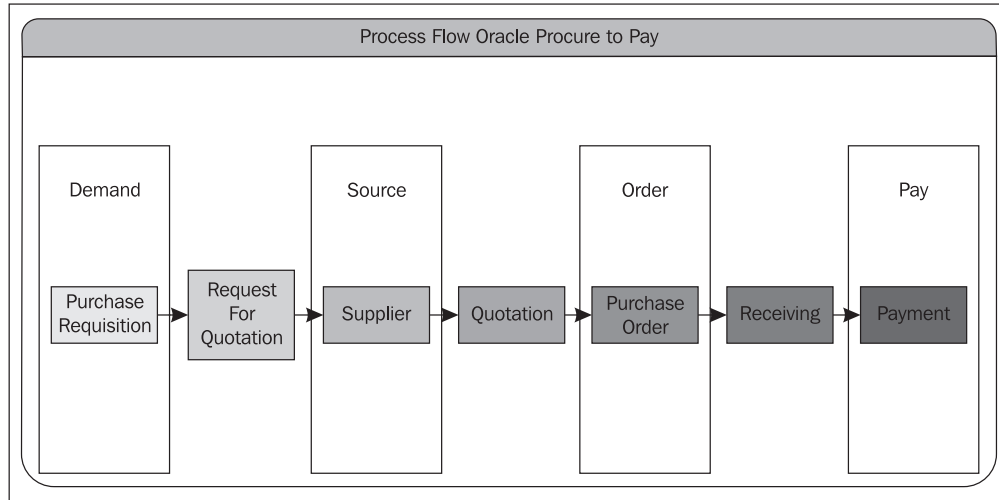 Process Flow Oracle Procure to Pay
Demand
Source
Order
Pay
Purchase
Requisition
Request
For
Quotation
Supplier
Quotation
Purchase
Order
Receiving
Payment